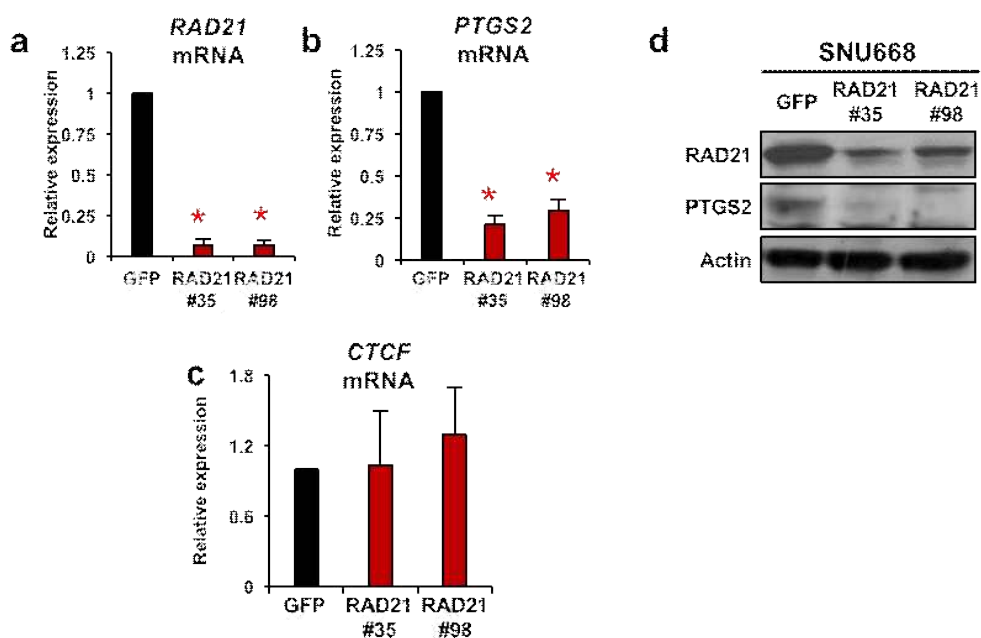 a
RAD21
mRNA
Relative expression
1.25
1
0.75
0.5
0.25
0
*
*
GFP
RAD21
#35
RAD21
#98
b
PTGS2
mRNA
Relative expression
1.25
1
0.75
0.5
0.25
0
*
*
GFP
RAD21
#35
RAD21
#98
d
SNU668
GFP
RAD21
#35
RAD21
#98
RAD21
PTGS2
Actin
c
CTCF
mRNA
Relative expression
1.8
1.2
0.6
0
GFP
RAD21
#35
RAD21
#98